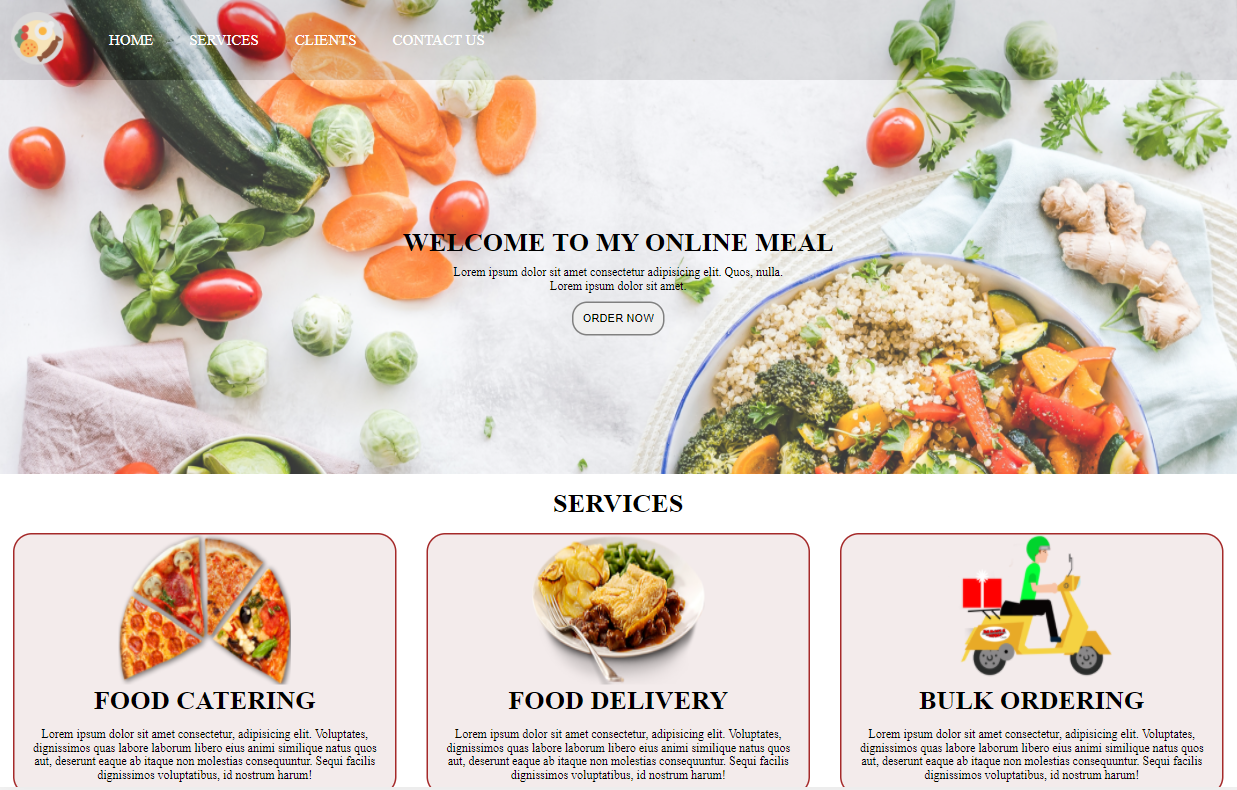 HOME SERVICES CLIENTS CONTACT US
WELCOME TO MY ONLINE MEAL
Lorem ipsum dolor sit amet consectetur adipisicing elit. Quos, nulla.
Lorem ipsum dolor sit amet.
ORDER NOW
SERVICES
FOOD CATERING
Lorem ipsum dolor sit amet consectetur, adipisicing elit. Voluptates,
dignissimos quas labore laborum libero eius animi similique natus quos
aut, deserunt eaque ab itaque non molestias consequuntur. Sequi facilis
dignissimos voluptatibus, id nostrum harum!
FOOD DELIVERY
Lorem ipsum dolor sit amet consectetur, adipisicing elit. Voluptates,
dignissimos quas labore laborum libero eius animi similique natus quos
aut, deserunt eaque ab itaque non molestias consequuntur. Sequi facilis
dignissimos voluptatibus, id nostrum harum!
BULK ORDERING
Lorem ipsum dolor sit amet consectetur, adipisicing elit. Voluptates,
dignissimos quas labore laborum libero eius animi similique natus quos
aut, deserunt eaque ab itaque non molestias consequuntur. Sequi facilis
dignissimos voluptatibus, id nostrum harum!